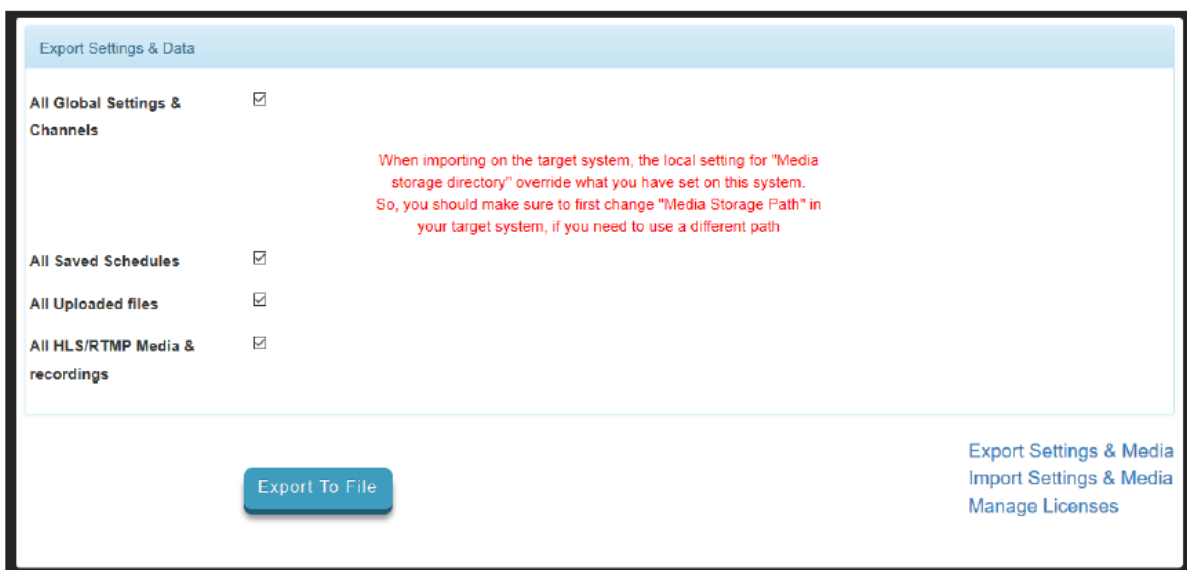 Export Settings & Data
All Global Settings &
Channels
When importing on the target system, the local setting for "Media
storage directory" override what you have set on this system.
So, you should make sure to first change "Media Storage Path" in
your target system, if you need to use a different path
All Saved Schedules
All Uploaded files
All HLS/RTMP Media &
recordings
Export To File
Export Settings & Media
Import Settings & Media
Manage Licenses